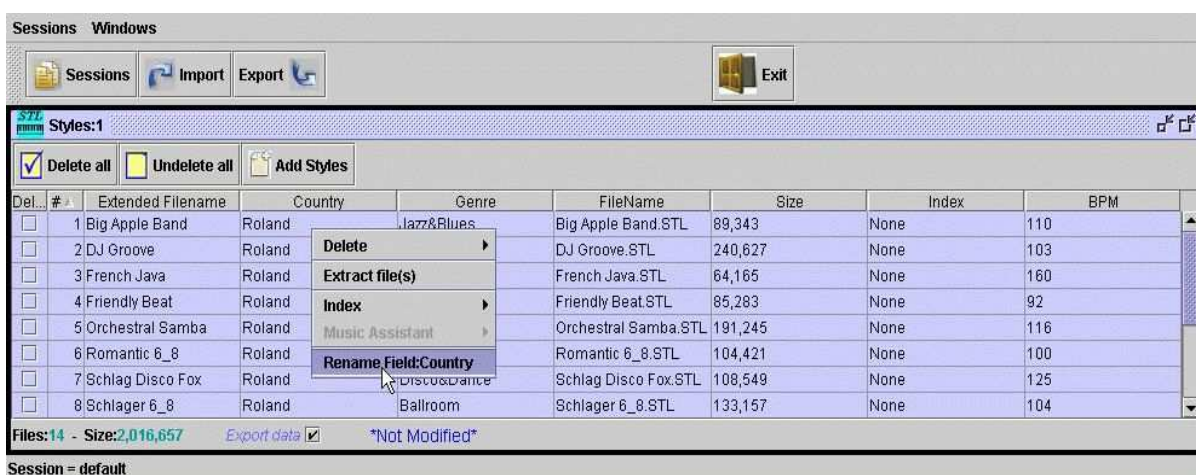 Sessions Windows
Sessions Import Export Exit
STL Styles:1
Delete all Undelete all Add Styles
Del... # Extended Filename Country Genre FileName Size Index BPM
1 Big Apple Band Roland Jazz&Blues Big Apple Band.STL 89,343 None 110
2 DJ Groove Roland DJ Groove.STL 240,627 None 103
3 French Java Roland French Java.STL 64,165 None 160
4 Friendly Beat Roland Friendly Beat.STL 85,283 None 92
5 Orchestral Samba Roland Orchestral Samba.STL 191,245 None 116
6 Romantic 6_8 Roland Romantic 6_8.STL 104,421 None 100
7 Schlag Disco Fox Roland Disco&Dance Schlag Disco Fox.STL 108,549 None 125
8 Schlager 6_8 Roland Ballroom Schlager 6_8.STL 133,157 None 104
Delete
Extract file(s)
Index
Music Assistant
Rename Field:Country
Files:14 - Size:2,016,657 Export data *Not Modified*
Session = default